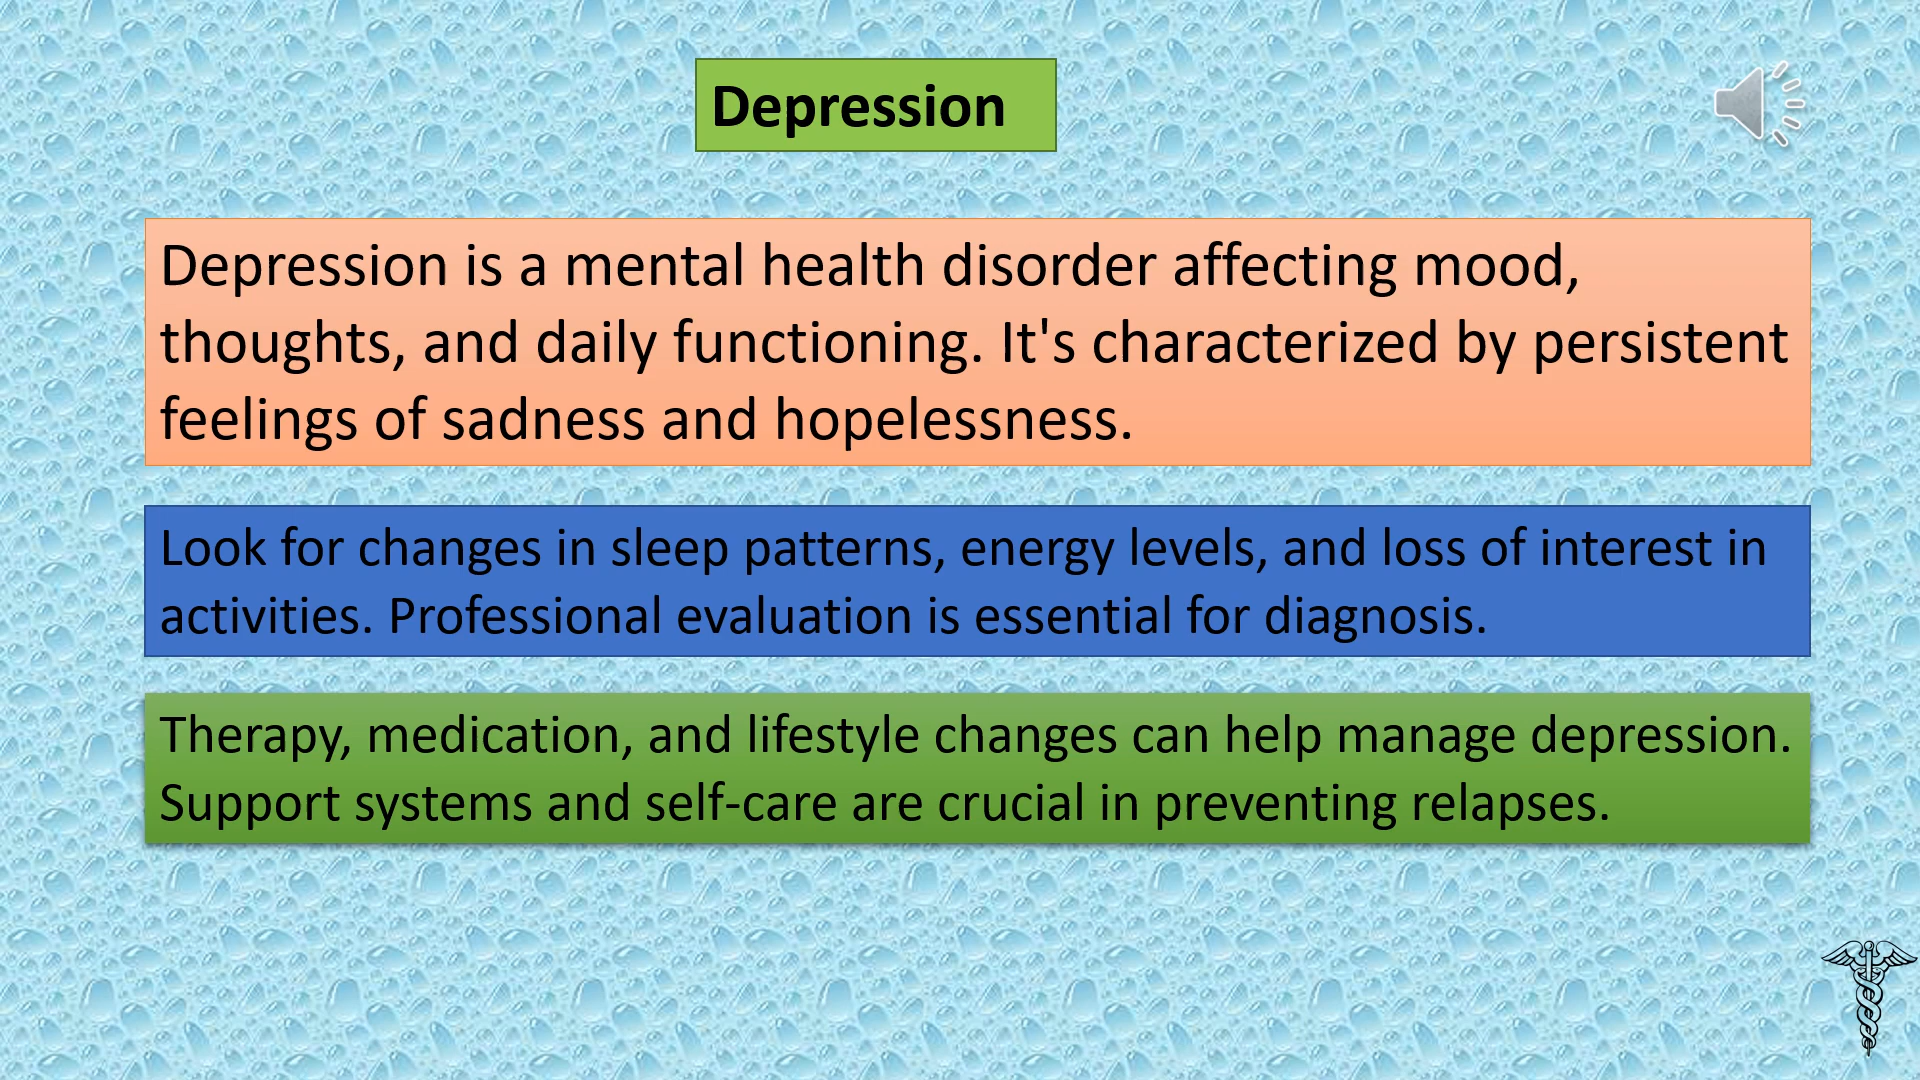 Depression
Depression is a mental health disorder affecting mood,
thoughts, and daily functioning. It's characterized by persistent
feelings of sadness and hopelessness.
Look for changes in sleep patterns, energy levels, and loss of interest in
activities. Professional evaluation is essential for diagnosis.
Therapy, medication, and lifestyle changes can help manage depression.
Support systems and self-care are crucial in preventing relapses.